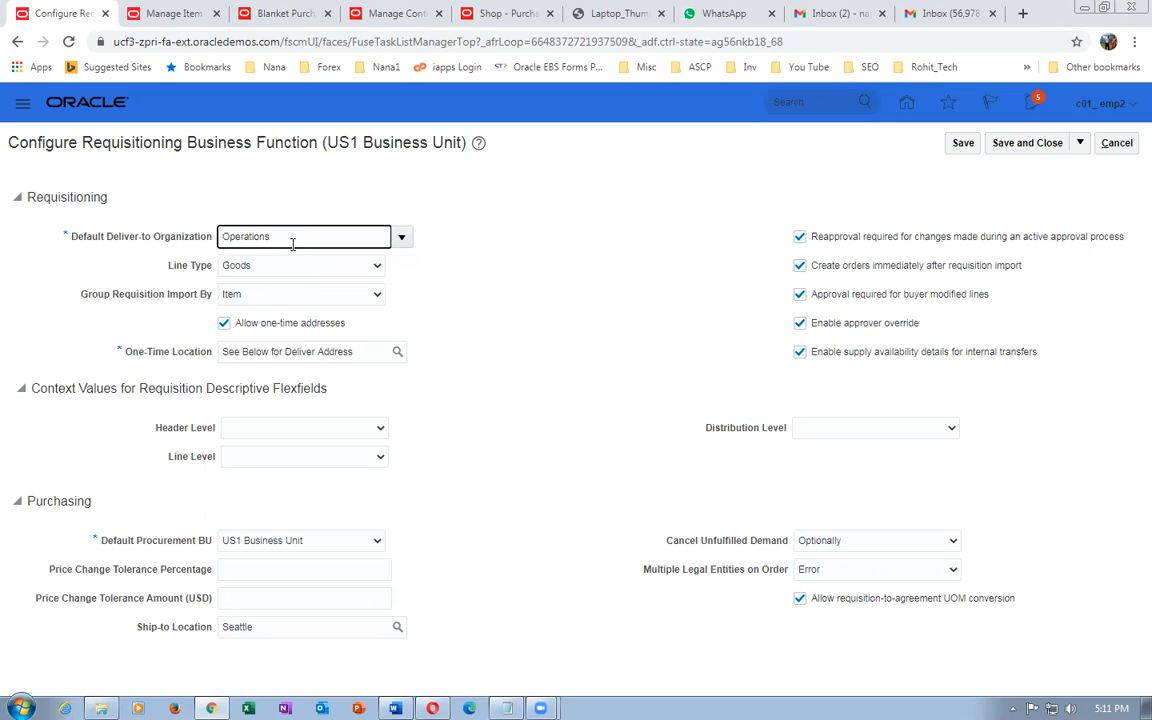 Configure Re
Manage Item
Blanket Purch
Manage Cont
Shop - Purcha
Laptop_Thum
WhatsApp
Inbox (2) - na
Inbox (56,978
ucf3-zpri-fa-ext.oracledemos.com/fscmUI/faces/FuseTaskListManagerTop?_afrLoop=6648372721937509&_adf.ctrl-state=ag56nkb18_68
Apps
Suggested Sites
Bookmarks
Nana
Forex
Nana1
iapps Login
Oracle EBS Forms P...
Misc
ASCP
Inv
You Tube
SEO
Rohit_Tech
»
Other bookmarks
ORACLE
Search
5
c01_ emp2
Configure Requisitioning Business Function (US1 Business Unit)
Save
Save and Close
Cancel
Requisitioning
* Default Deliver-to Organization Operations
Line Type Goods
Group Requisition Import By Item
Allow one-time addresses
* One-Time Location See Below for Deliver Address
Reapproval required for changes made during an active approval process
Create orders immediately after requisition import
Approval required for buyer modified lines
Enable approver override
Enable supply availability details for internal transfers
Context Values for Requisition Descriptive Flexfields
Header Level
Line Level
Distribution Level
Purchasing
* Default Procurement BU US1 Business Unit
Price Change Tolerance Percentage
Price Change Tolerance Amount (USD)
Ship-to Location Seattle
Cancel Unfulfilled Demand Optionally
Multiple Legal Entities on Order Error
Allow requisition-to-agreement UOM conversion
5:11 PM